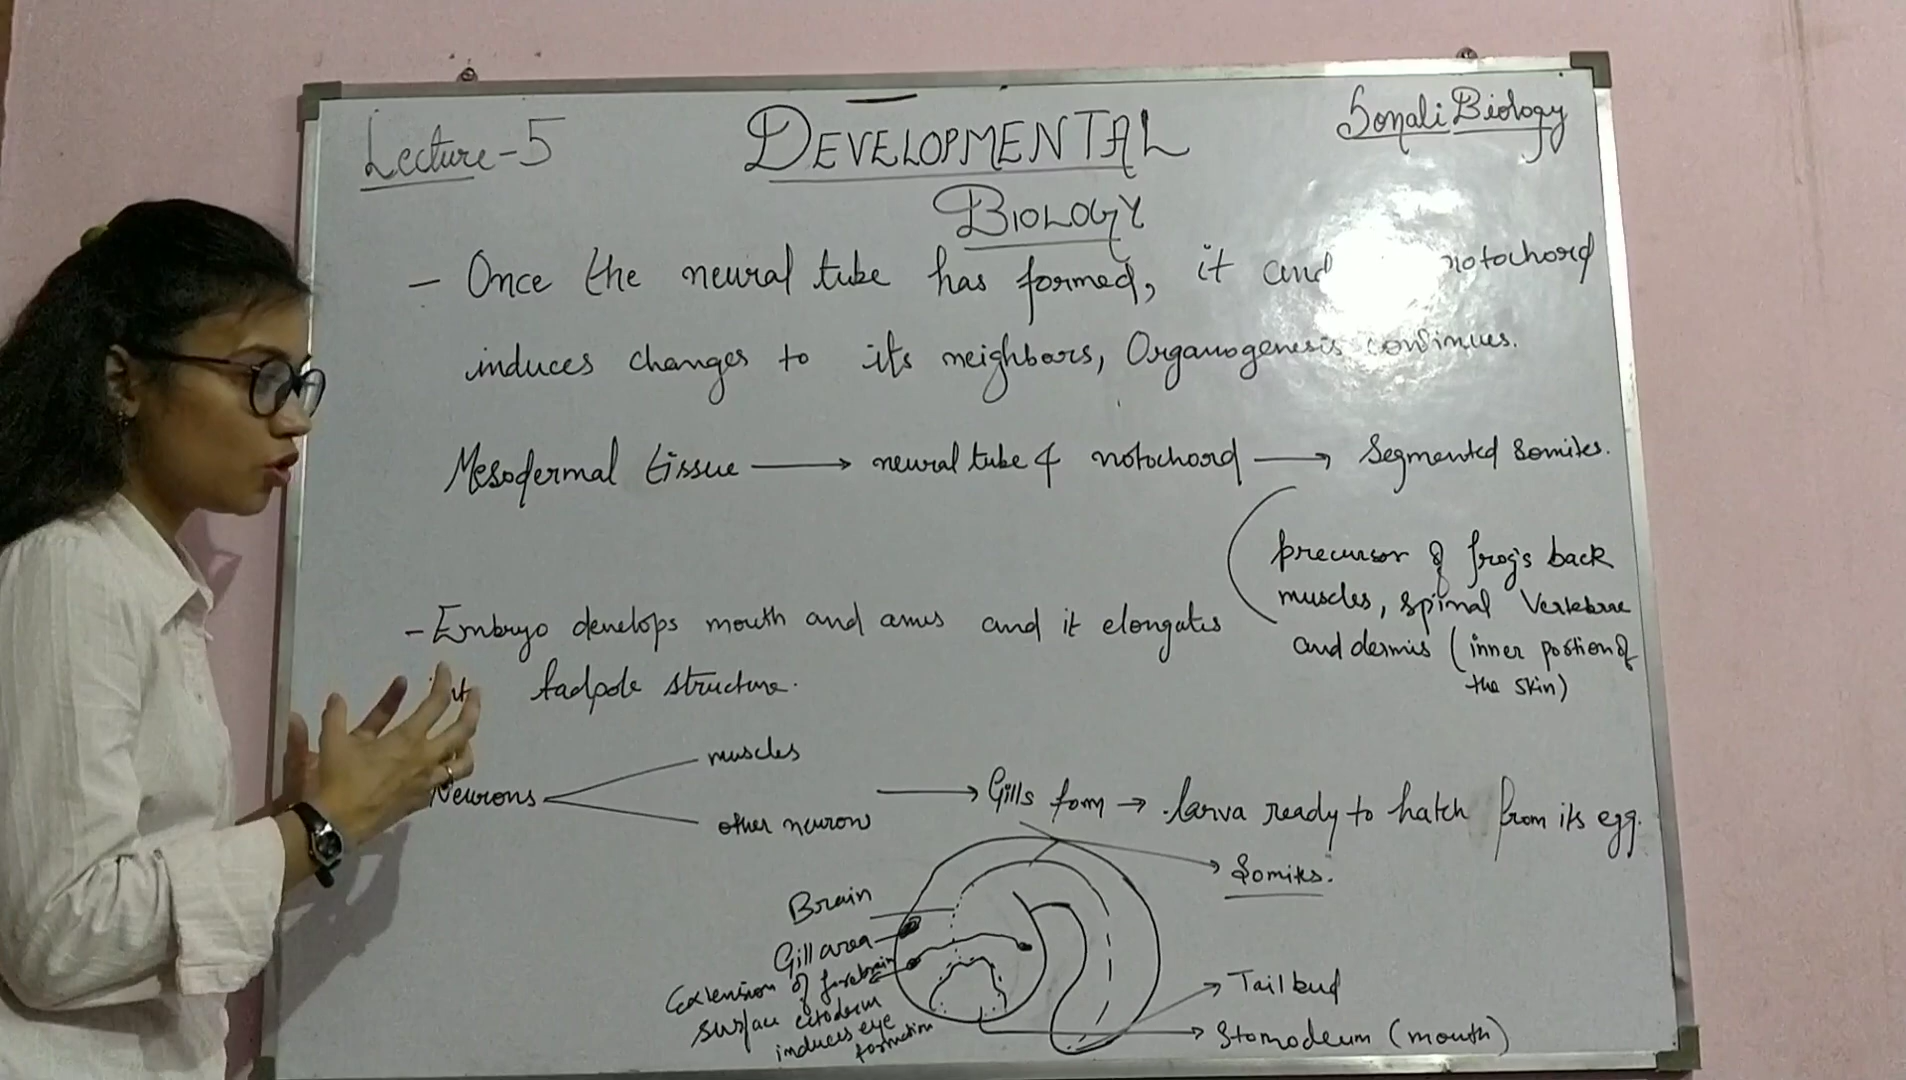 Lecture-5
DEVELOPMENTAL
BIOLOGY
Sonali Biology
- Once the neural tube has formed, it and notochord
induces changes to its neighbors, Organogenesis continues.
Mesodermal tissue → neural tube & notochord → Segmented Somites.
precursor of frog's back
muscles, spinal Vertebrae
and dermis (inner portion of
the skin)
- Embryo develops mouth and anus and it elongates
tadpole structure.
Neurons
muscles
other neurons
→ Gills form → larva ready to hatch from its egg.
Somites.
Brain
Gill area
Extension of forebrain
surface ectoderm
induces eye
formation
Tailbud
Stomodeum (mouth)